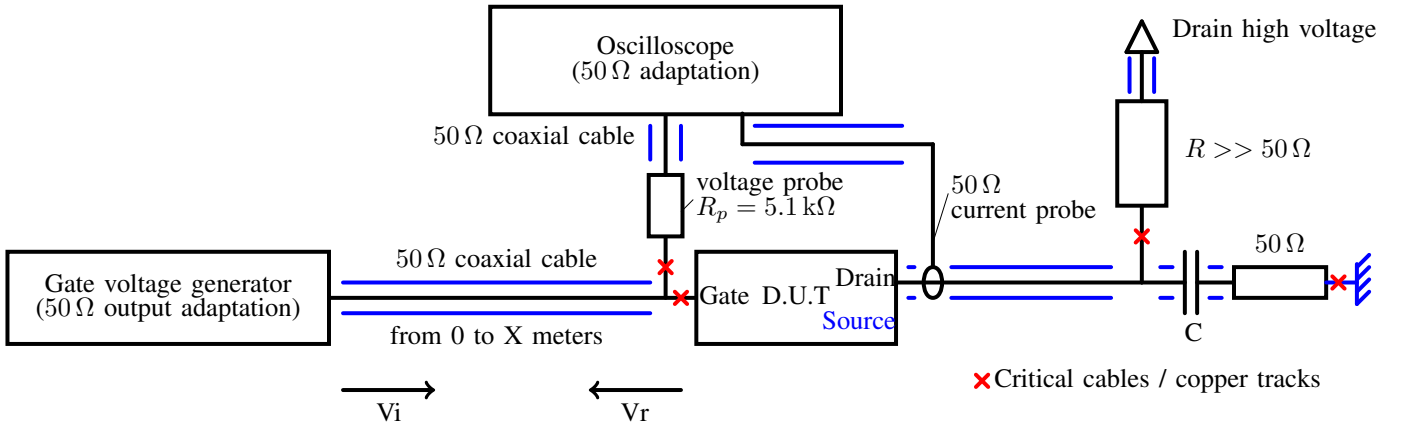 Oscilloscope
(50 Ω adaptation)
Drain high voltage
50 Ω coaxial cable
R >> 50 Ω
voltage probe
R_p = 5.1 kΩ
50 Ω
current probe
50 Ω
Gate voltage generator
(50 Ω output adaptation)
50 Ω coaxial cable
from 0 to X meters
Gate D.U.T
Drain
Source
C
Critical cables / copper tracks
Vi
Vr